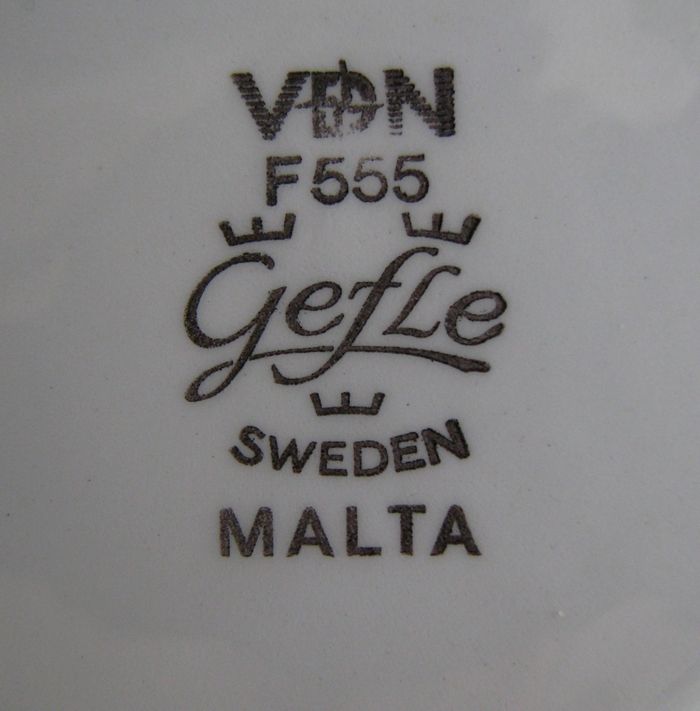 VDN
F555
Gefle
SWEDEN
MALTA